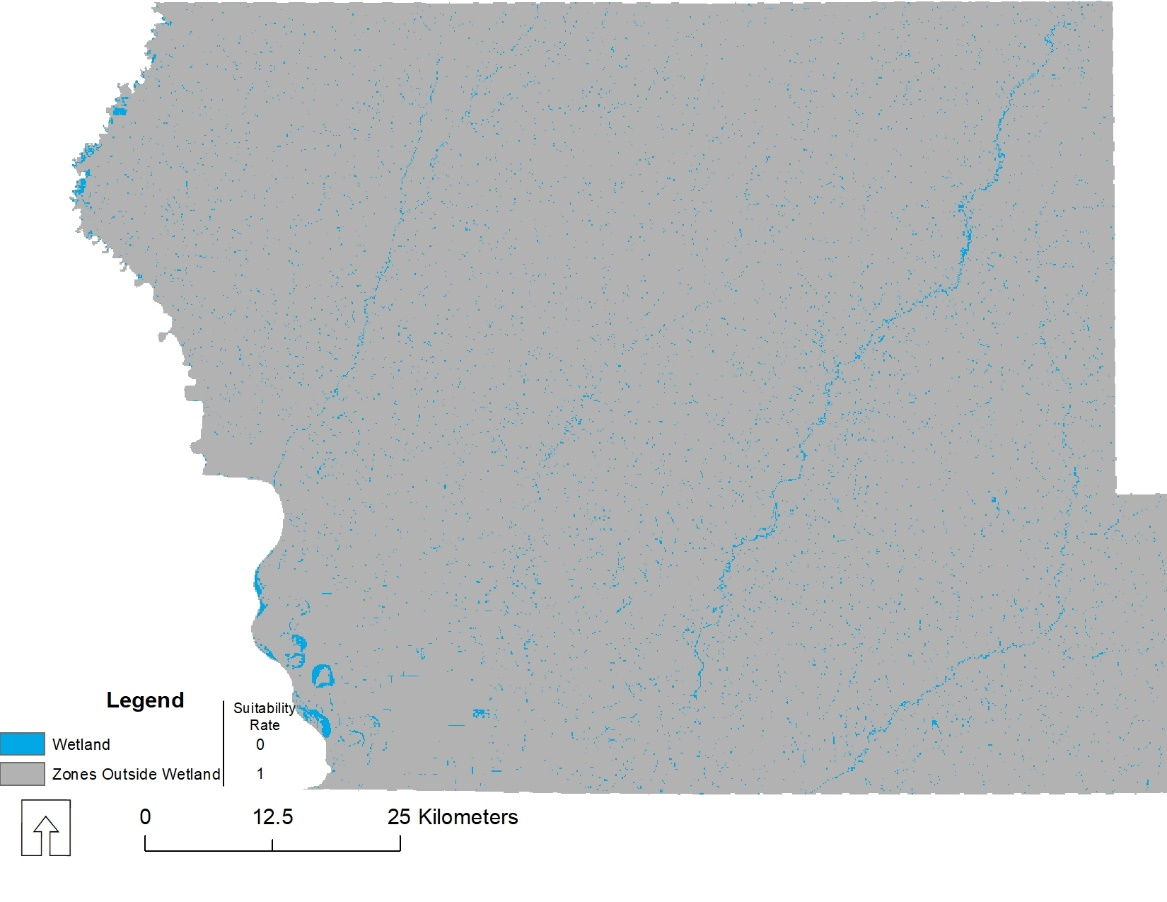 Legend
Suitability
Rate
Wetland 0
Zones Outside Wetland 1
0 12.5 25 Kilometers